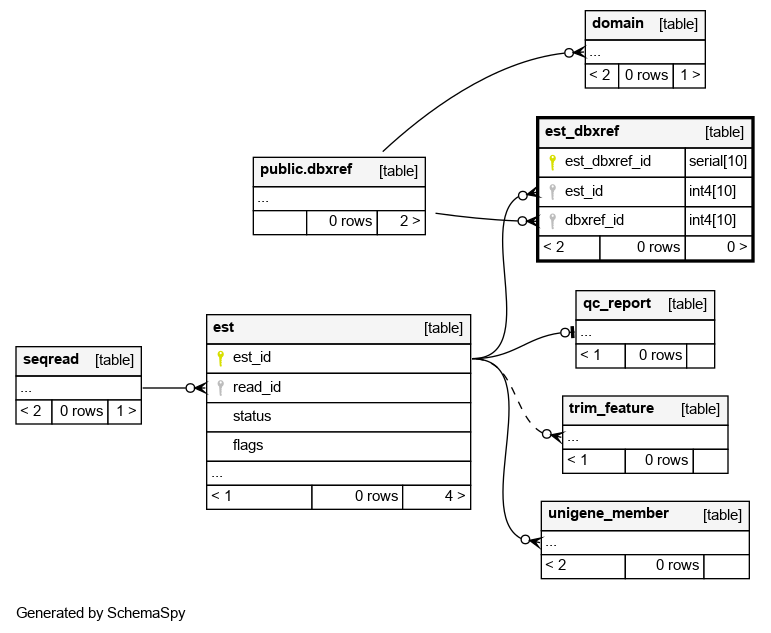 domain [table]
...
< 2 0 rows 1 >
est_dbxref [table]
est_dbxref_id serial[10]
est_id int4[10]
dbxref_id int4[10]
< 2 0 rows 0 >
public.dbxref [table]
...
0 rows 2 >
qc_report [table]
...
< 1 0 rows
est [table]
est_id
read_id
status
flags
...
< 1 0 rows 4 >
seqread [table]
...
< 2 0 rows 1 >
trim_feature [table]
...
< 1 0 rows
unigene_member [table]
...
< 2 0 rows
Generated by SchemaSpy